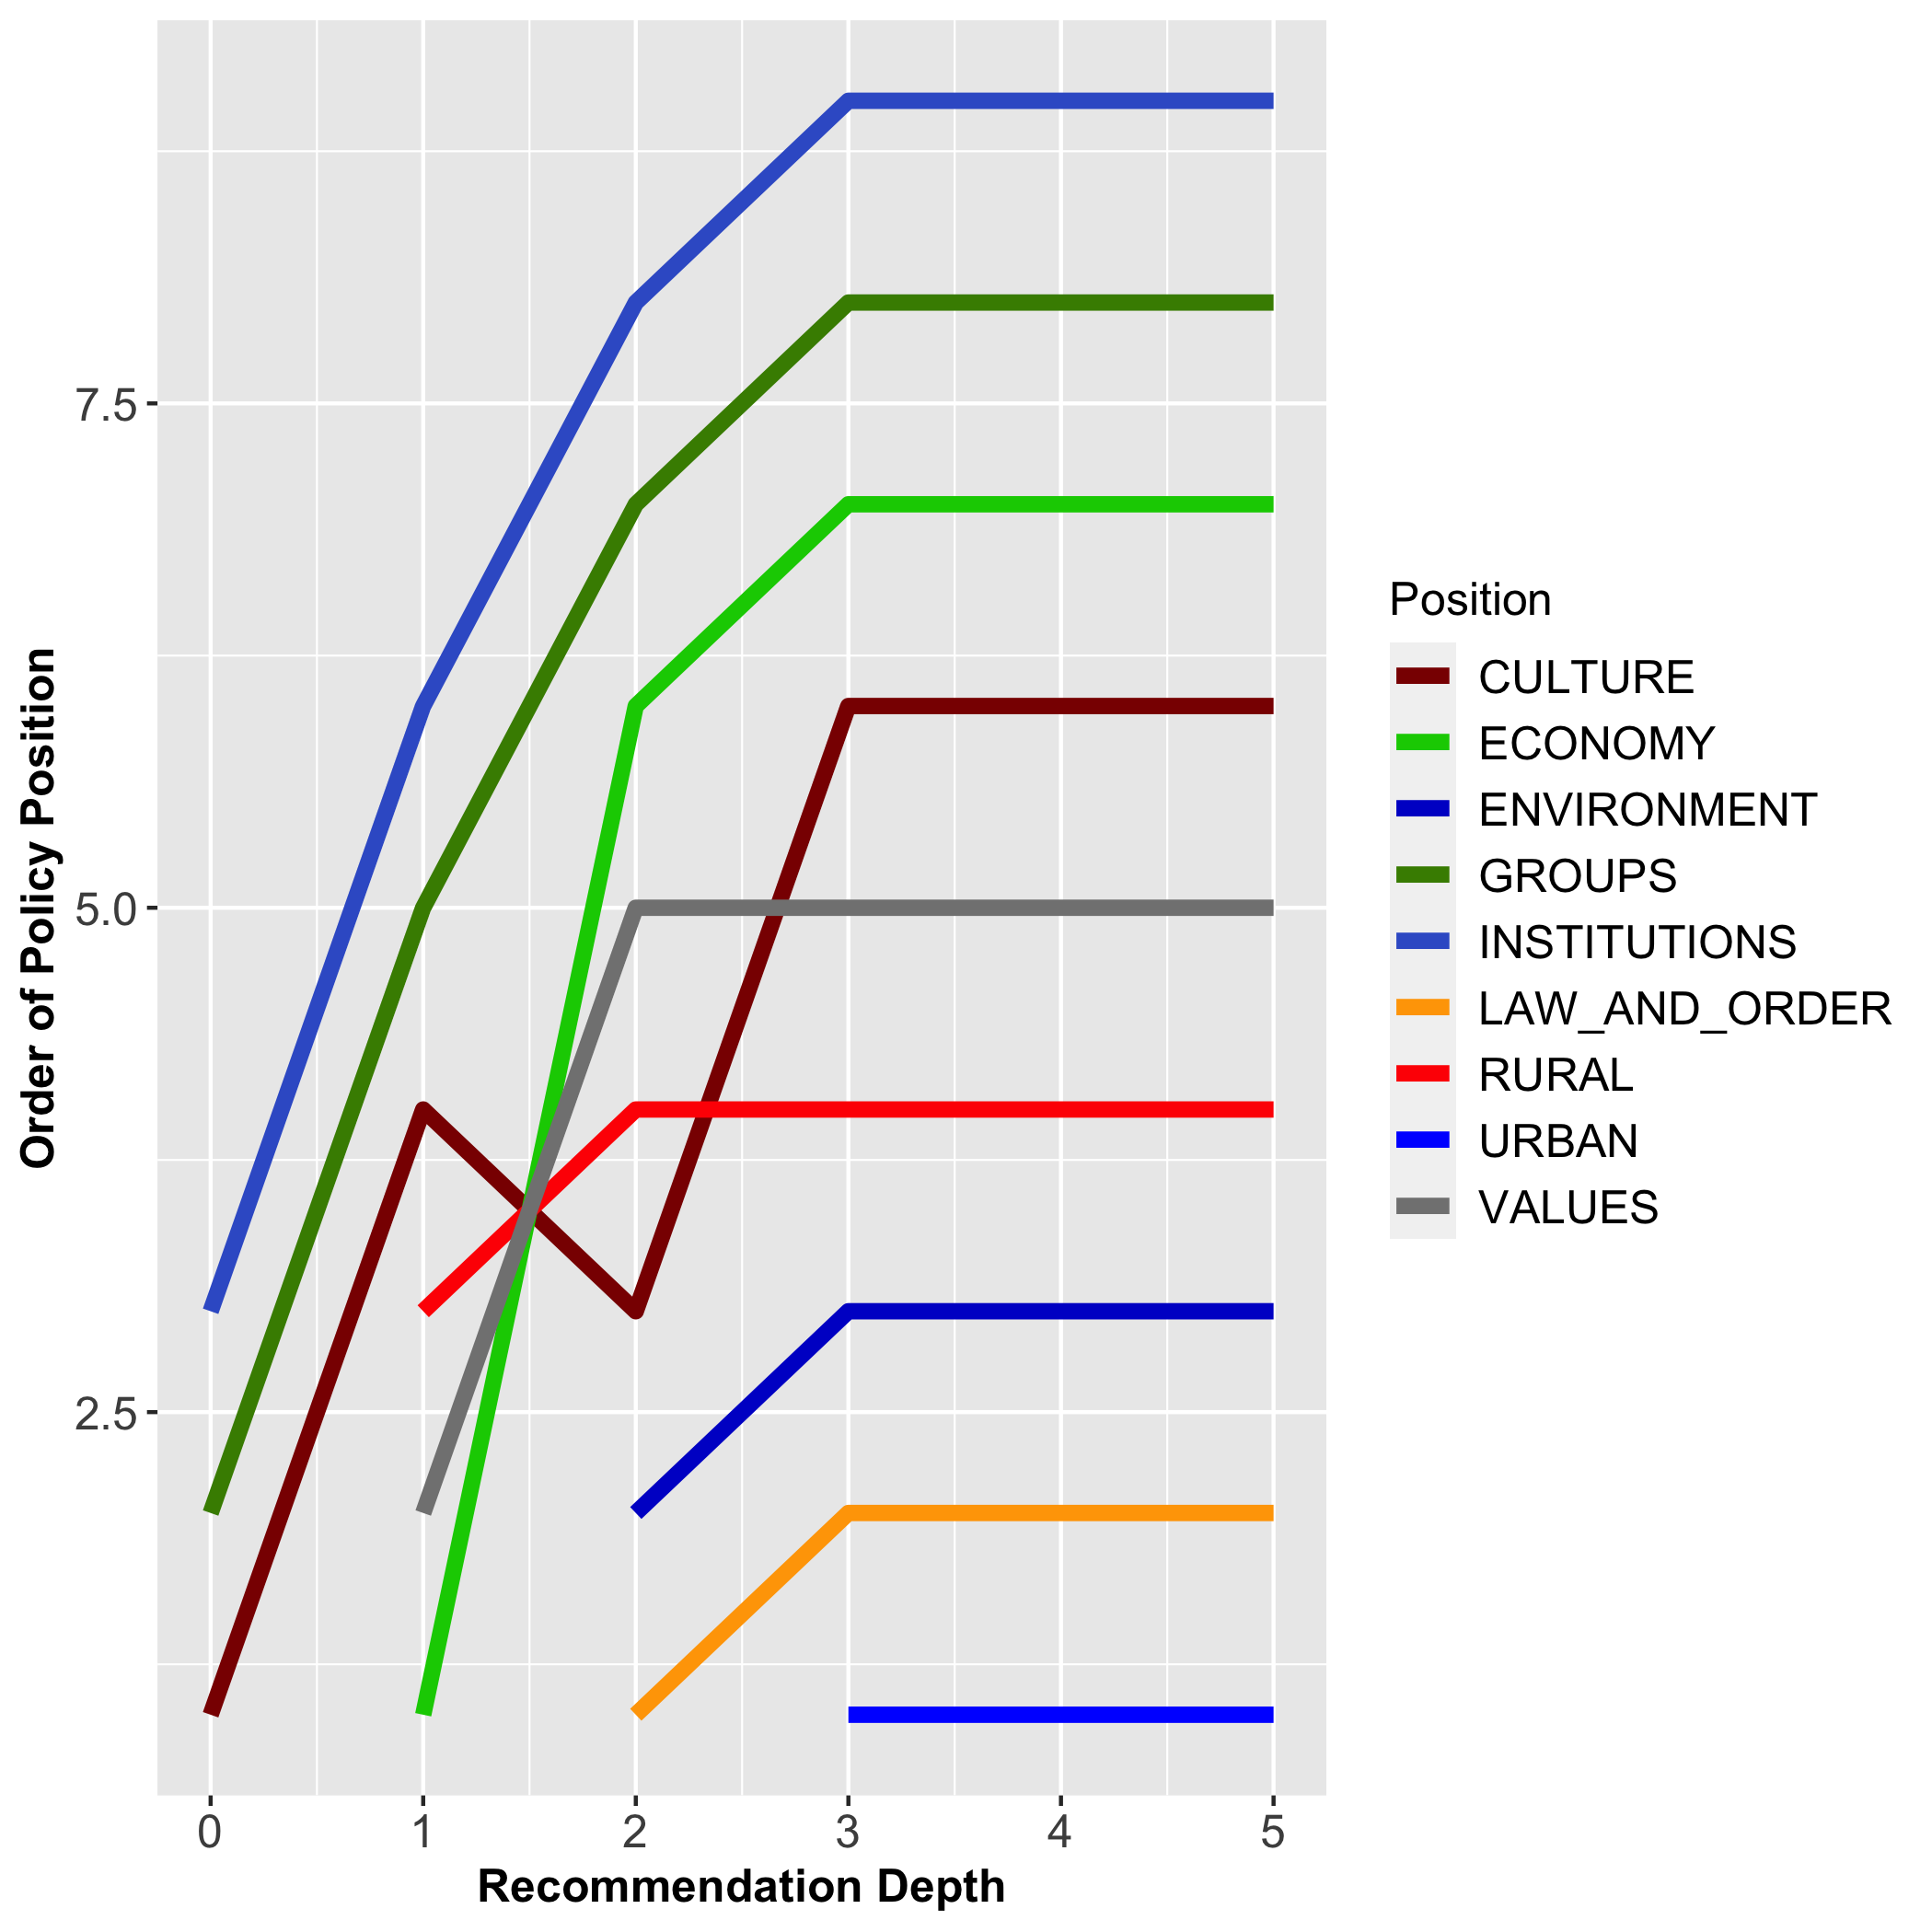 Order of Policy Position
7.5
5.0
2.5
0 1 2 3 4 5
Recommendation Depth
Position
CULTURE
ECONOMY
ENVIRONMENT
GROUPS
INSTITUTIONS
LAW_AND_ORDER
RURAL
URBAN
VALUES